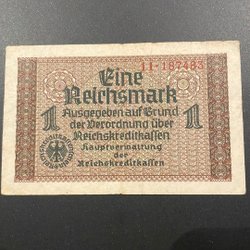 11·187483
Eine
Reichsmark
1 Ausgegeben auf Grund 1
der Verordnung über
Reichskreditkassen
Hauptverwaltung
der
Reichskreditkassen